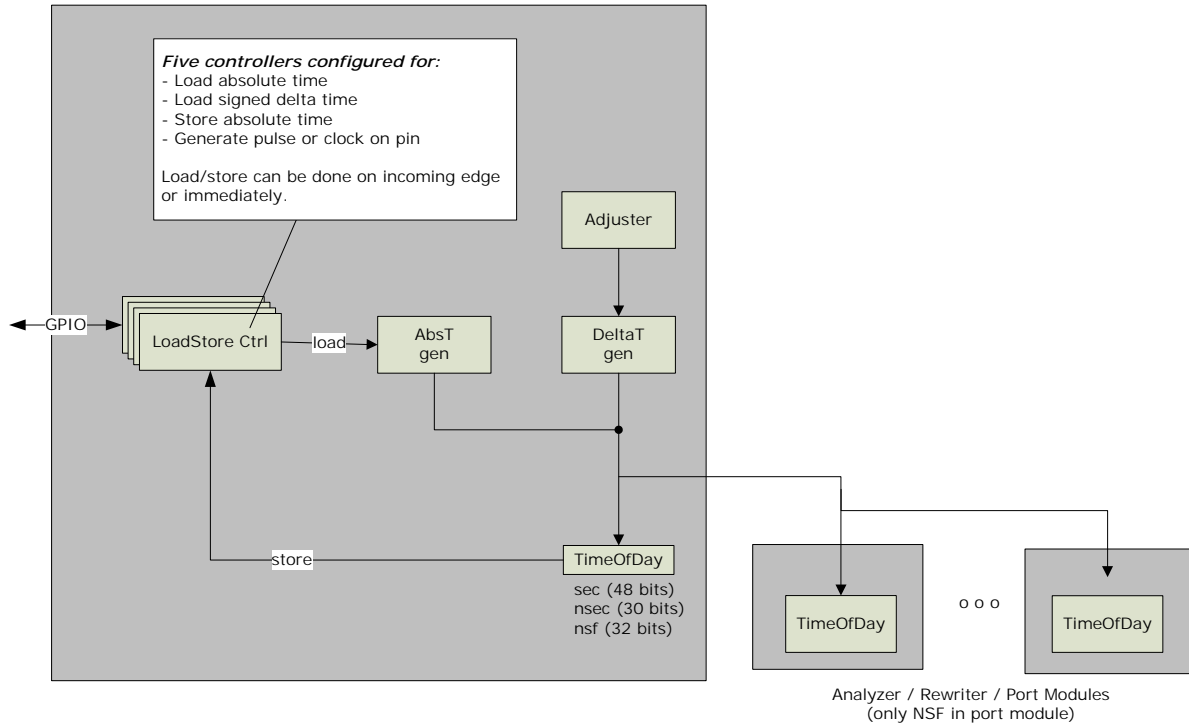 Five controllers configured for:
- Load absolute time
- Load signed delta time
- Store absolute time
- Generate pulse or clock on pin
Load/store can be done on incoming edge
or immediately.
Adjuster
GPIO
LoadStore Ctrl
load
AbsT
gen
DeltaT
gen
store
TimeOfDay
sec (48 bits)
nsec (30 bits)
nsf (32 bits)
TimeOfDay
o o o
TimeOfDay
Analyzer / Rewriter / Port Modules
(only NSF in port module)